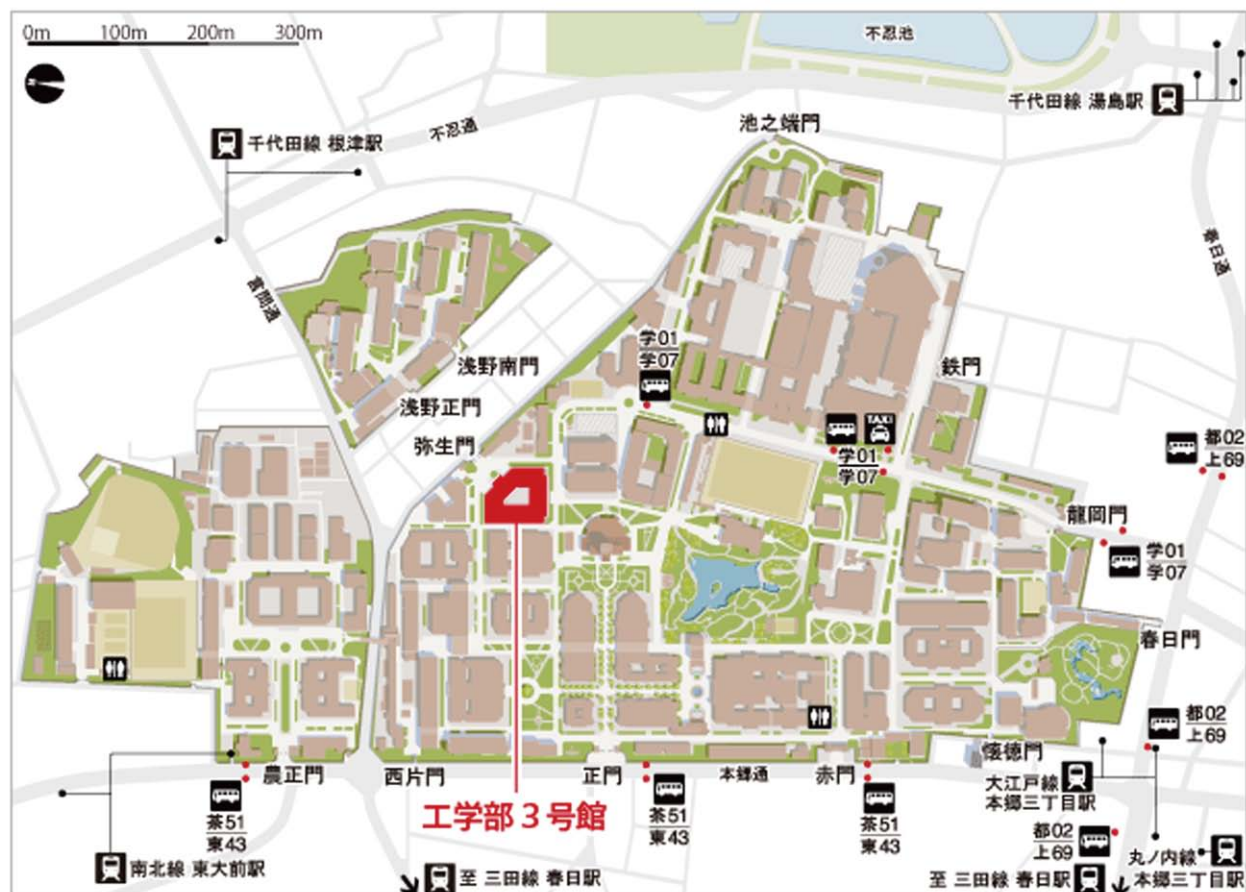 0m 100m 200m 300m
不忍池
千代田線 湯島駅
池之端門
不忍通
千代田線 根津駅
春日通
言問通
学01
学07
浅野南門
鉄門
浅野正門
TAXI
弥生門
学01
学07
都02
上69
龍岡門
学01
学07
春日門
都02
上69
農正門
西片門
正門
本郷通
赤門
懐徳門
大江戸線
本郷三丁目駅
茶51
東43
工学部3号館
茶51
東43
茶51
東43
都02
上69
丸ノ内線
本郷三丁目駅
南北線 東大前駅
至 三田線 春日駅
至 三田線 春日駅